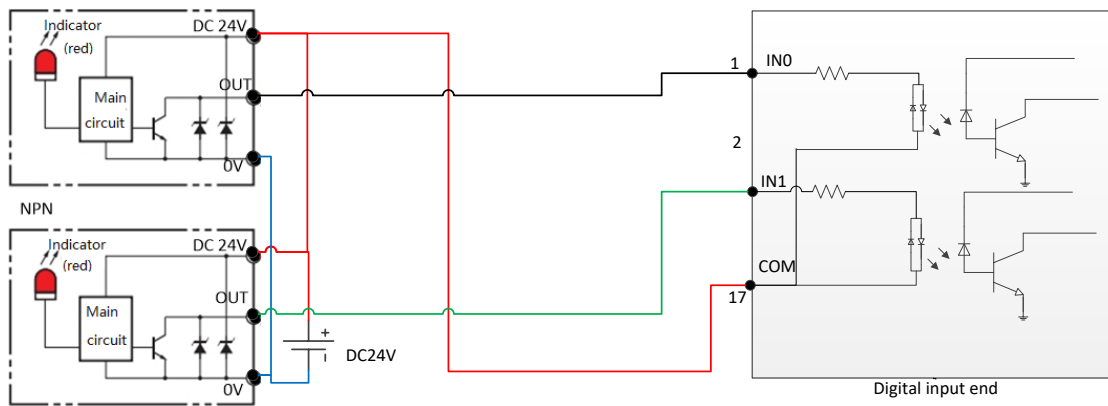 Indicator
(red)
DC 24V
OUT
Main
circuit
0V
NPN
Indicator
(red)
DC 24V
OUT
Main
circuit
0V
+
-
DC24V
1
IN0
2
IN1
COM
17
Digital input end